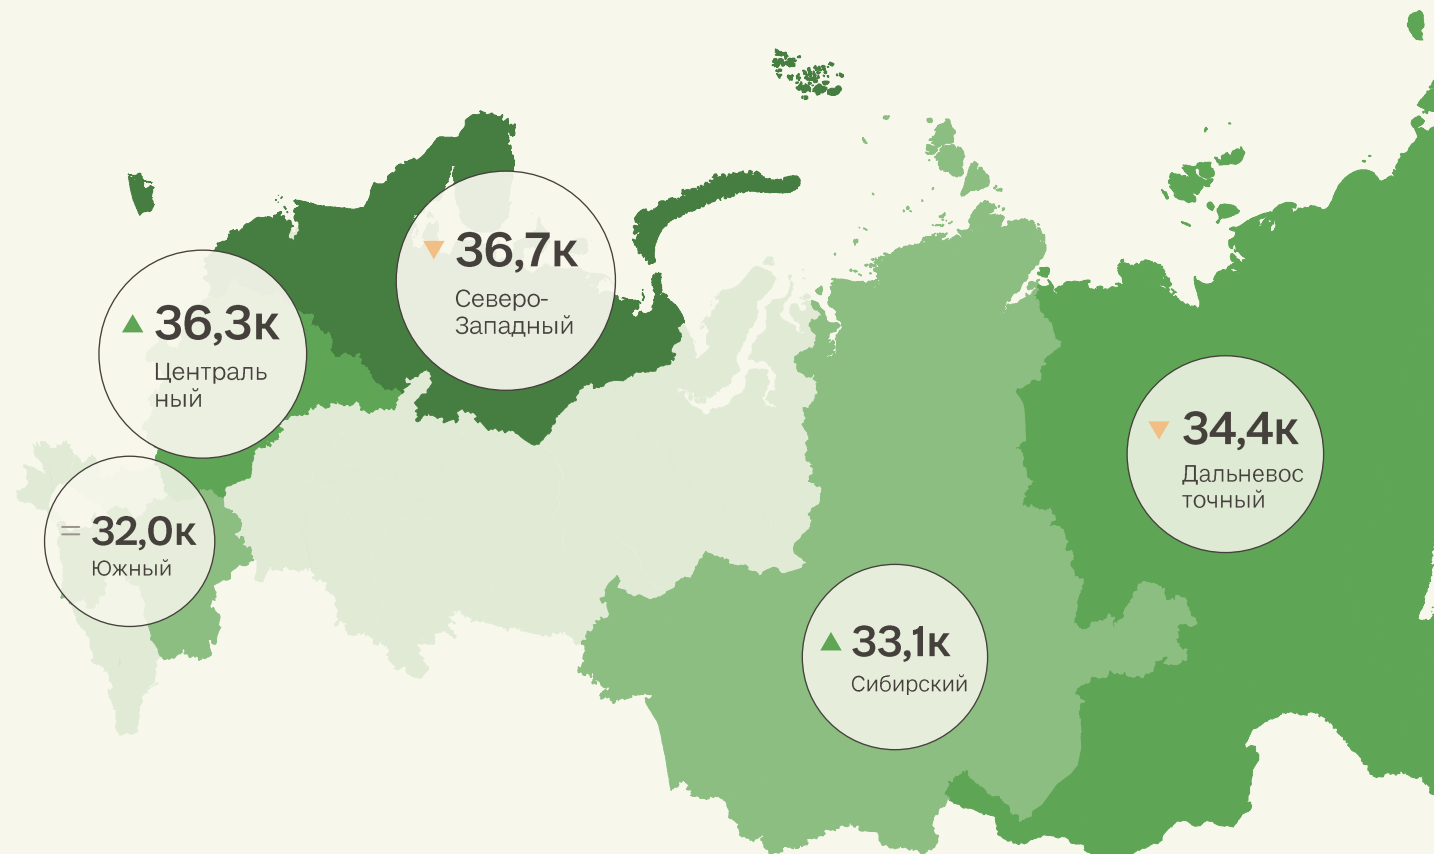 36,7к
Северо-
Западный
36,3к
Централь
ный
34,4к
Дальневос
точный
= 32,0к
Южный
33,1к
Сибирский